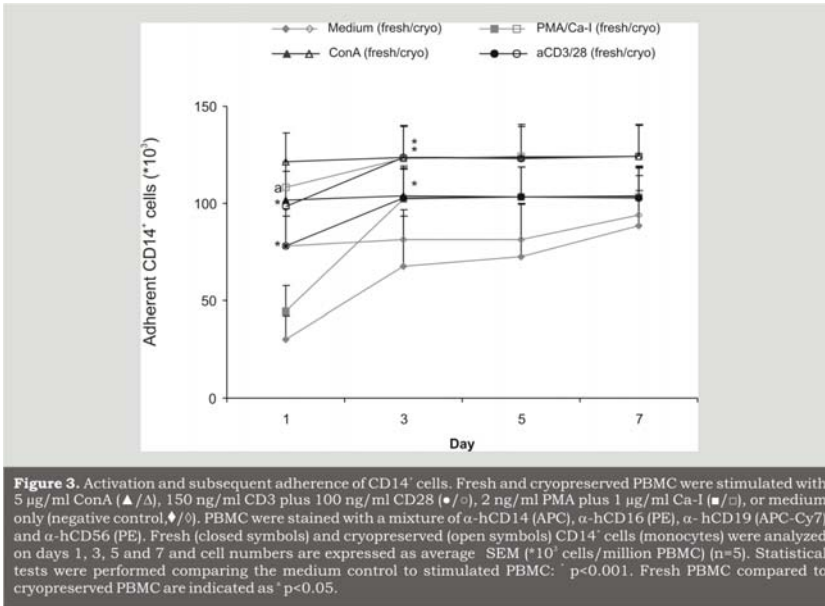 Medium (fresh/cryo) PMA/Ca-I (fresh/cryo)
ConA (fresh/cryo) aCD3/28 (fresh/cryo)
Adherent CD14⁺ cells (*10³)
150
100
50
0
a
*
*
*
*
*
1 3 5 7
Day
Figure 3. Activation and subsequent adherence of CD14⁺ cells. Fresh and cryopreserved PBMC were stimulated with
5 µg/ml ConA (▲/Δ), 150 ng/ml CD3 plus 100 ng/ml CD28 (●/○), 2 ng/ml PMA plus 1 µg/ml Ca-I (■/□), or medium
only (negative control,♦/◊). PBMC were stained with a mixture of α-hCD14 (APC), α-hCD16 (PE), α- hCD19 (APC-Cy7)
and α-hCD56 (PE). Fresh (closed symbols) and cryopreserved (open symbols) CD14⁺ cells (monocytes) were analyzed
on days 1, 3, 5 and 7 and cell numbers are expressed as average SEM (*10³ cells/million PBMC) (n=5). Statistical
tests were performed comparing the medium control to stimulated PBMC: * p<0.001. Fresh PBMC compared to
cryopreserved PBMC are indicated as ᵃ p<0.05.